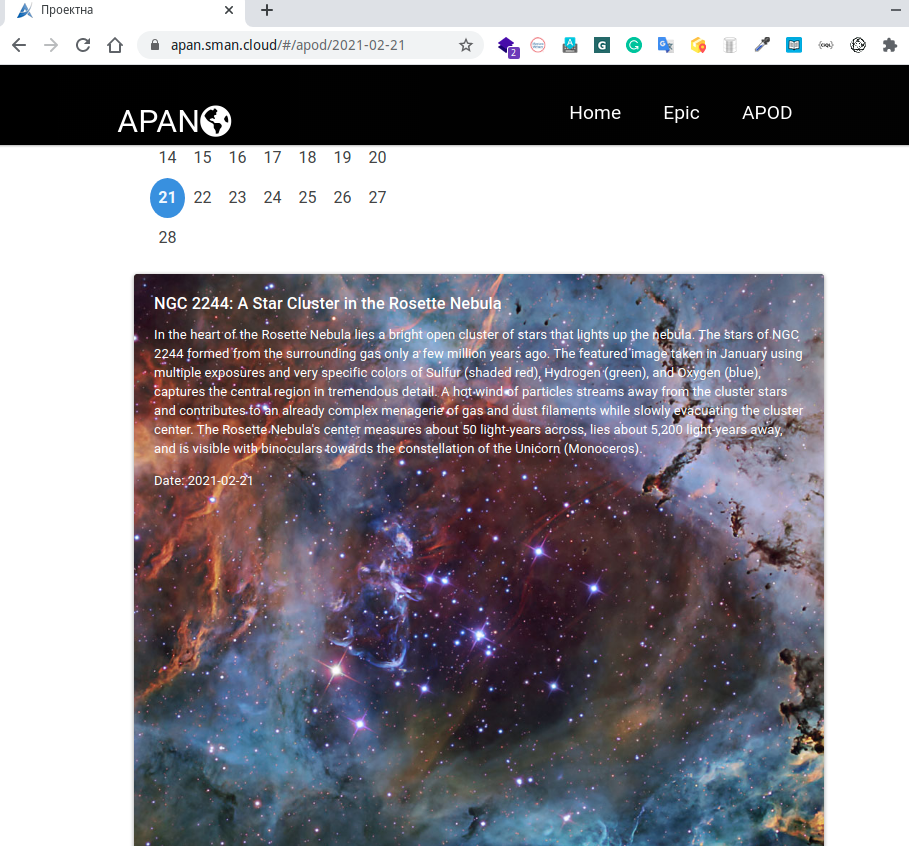 Проектна
apan.sman.cloud/#/apod/2021-02-21
2
APAN
Home Epic APOD
14 15 16 17 18 19 20
21 22 23 24 25 26 27
28
NGC 2244: A Star Cluster in the Rosette Nebula
In the heart of the Rosette Nebula lies a bright open cluster of stars that lights up the nebula. The stars of NGC
2244 formed from the surrounding gas only a few million years ago. The featured image taken in January using
multiple exposures and very specific colors of Sulfur (shaded red), Hydrogen (green), and Oxygen (blue),
captures the central region in tremendous detail. A hot wind of particles streams away from the cluster stars
and contributes to an already complex menagerie of gas and dust filaments while slowly evacuating the cluster
center. The Rosette Nebula's center measures about 50 light-years across, lies about 5,200 light-years away,
and is visible with binoculars towards the constellation of the Unicorn (Monoceros).
Date: 2021-02-21